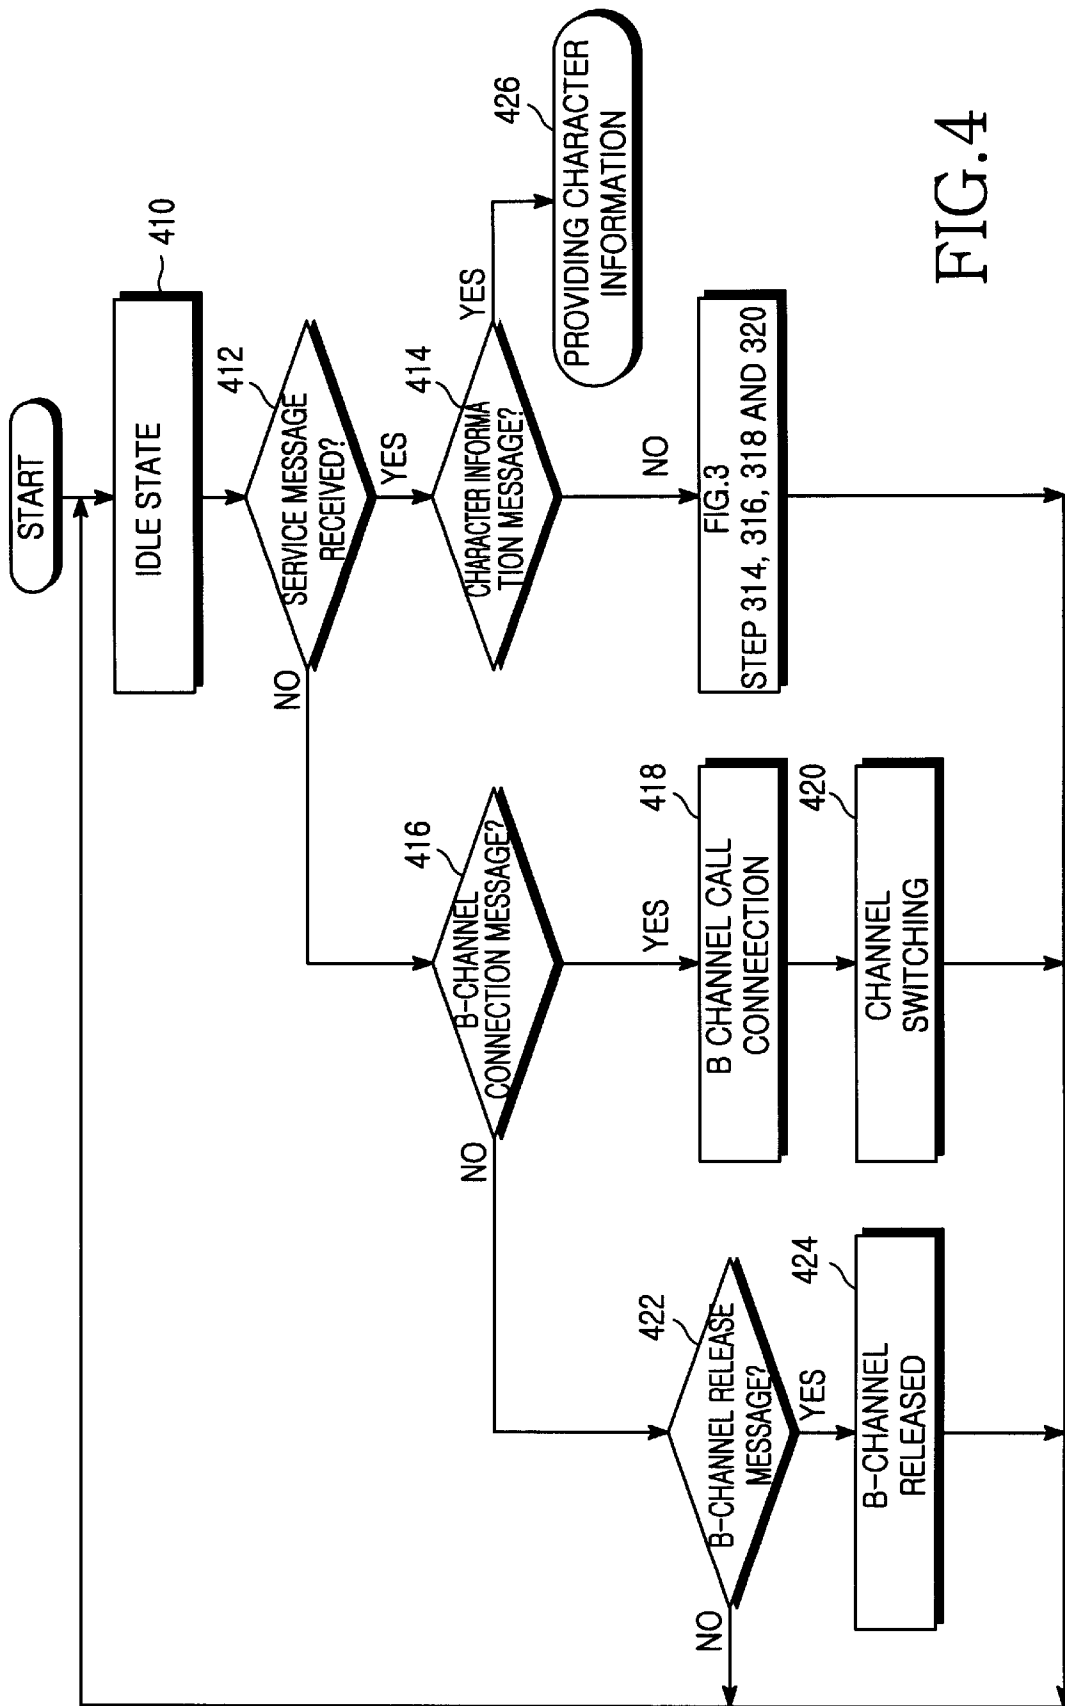 START
IDLE STATE
410
SERVICE MESSAGE
RECEIVED?
412
NO
YES
CHARACTER INFORMA
TION MESSAGE?
414
YES
NO
PROVIDING CHARACTER
INFORMATION
426
FIG.3
STEP 314, 316, 318 AND 320
B-CHANNEL
CONNECTION MESSAGE?
416
NO
YES
B CHANNEL CALL
CONNEECTION
418
CHANNEL
SWITCHING
420
B-CHANNEL RELEASE
MESSAGE?
422
NO
YES
B-CHANNEL
RELEASED
424
FIG.4